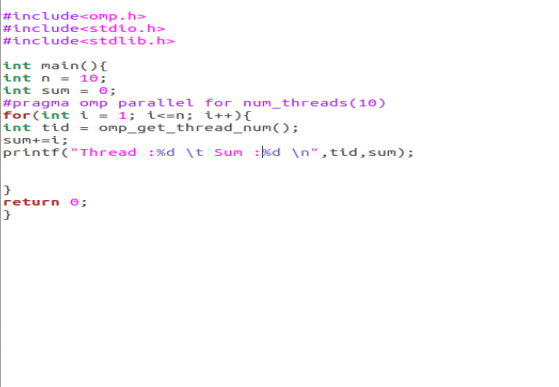 #include<omp.h>
#include<stdio.h>
#include<stdlib.h>
int main(){
int n = 10;
int sum = 0;
#pragma omp parallel for num_threads(10)
for(int i = 1; i<=n; i++){
int tid = omp_get_thread_num();
sum+=i;
printf("Thread :%d \t Sum :%d \n",tid,sum);
}
return 0;
}